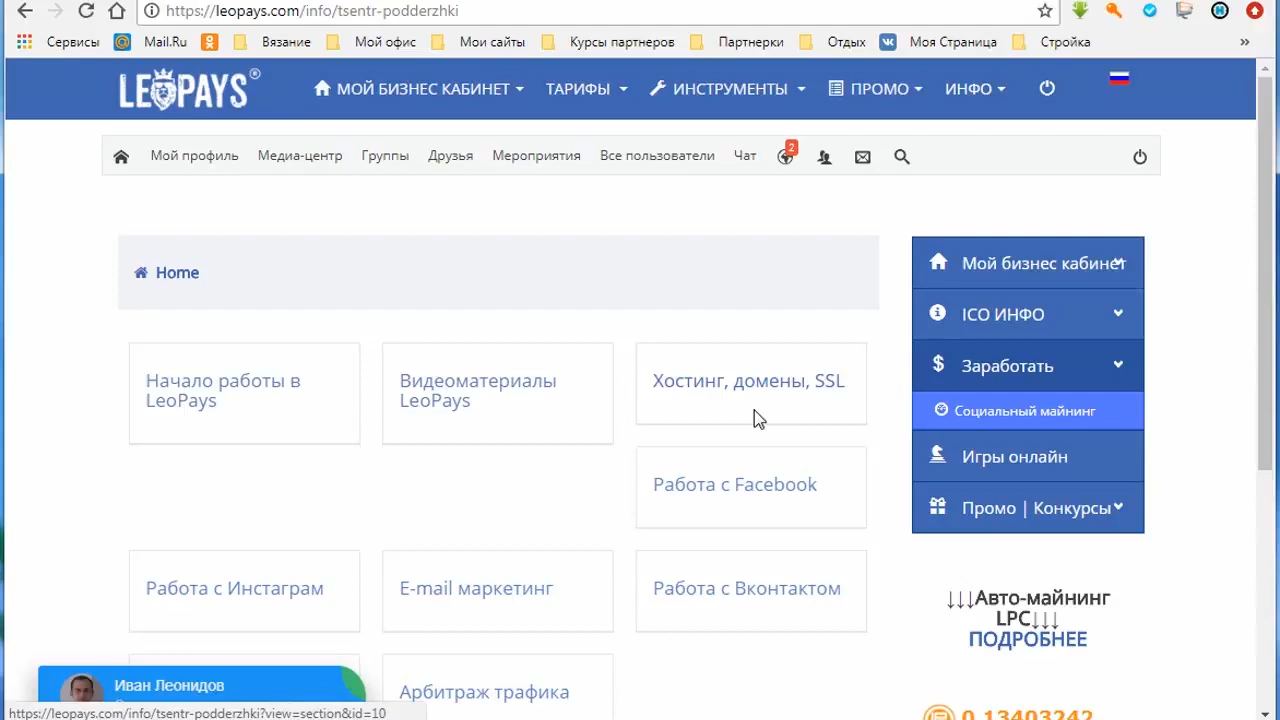 https://leopays.com/info/tsentr-podderzhki
Сервисы Mail.Ru Вязание Мой офис Мои сайты Курсы партнеров Партнерки Отдых Моя Страница Стройка »
LEOPAYS® МОЙ БИЗНЕС КАБИНЕТ ТАРИФЫ ИНСТРУМЕНТЫ ПРОМО ИНФО
Мой профиль Медиа-центр Группы Друзья Мероприятия Все пользователи Чат 2
Home
Начало работы в
LeoPays
Видеоматериалы
LeoPays
Хостинг, домены, SSL
Работа с Facebook
Работа с Инстаграм
E-mail маркетинг
Работа с Вконтактом
Арбитраж трафика
Мой бизнес кабинет
ICO ИНФО
Заработать
Социальный майнинг
Игры онлайн
Промо | Конкурсы
↓↓↓Авто-майнинг
LPC↓↓↓
ПОДРОБНЕЕ
0.13403242
Иван Леонидов
https://leopays.com/info/tsentr-podderzhki?view=section&id=10